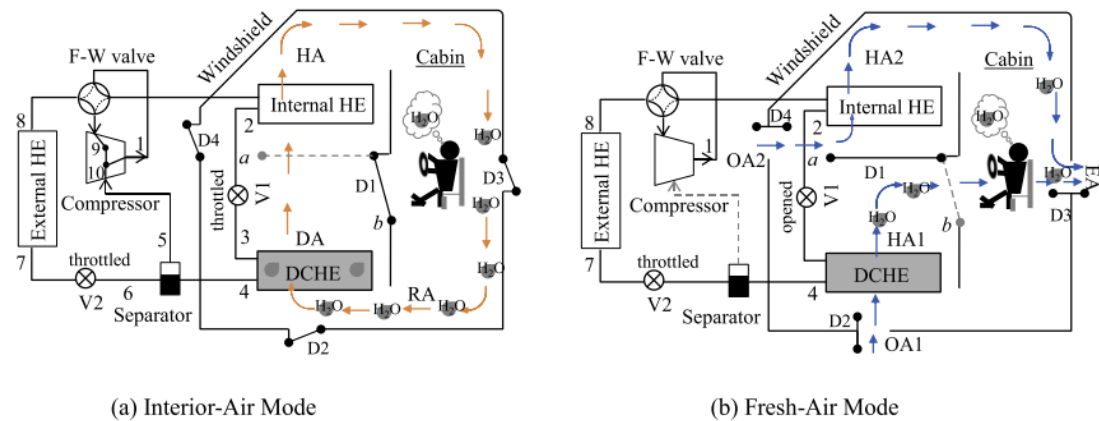 Windshield
F-W valve
HA
Cabin
8
1
2
Internal HE
H₂O
9
10
D4
a
H₂O
D3
External HE
Compressor
throttled
V1
D1
b
H₂O
5
3
DA
7
throttled
V2
6
Separator
4
DCHE
H₂O
RA
H₂O
H₂O
H₂O
D2
(a) Interior-Air Mode
Windshield
F-W valve
HA2
Cabin
8
1
2
Internal HE
H₂O
H₂O
D4
OA2
a
External HE
Compressor
opened
V1
D1
H₂O
H₂O
H₂O
EA
D3
b
HA1
7
throttled
V2
Separator
4
DCHE
D2
OA1
(b) Fresh-Air Mode